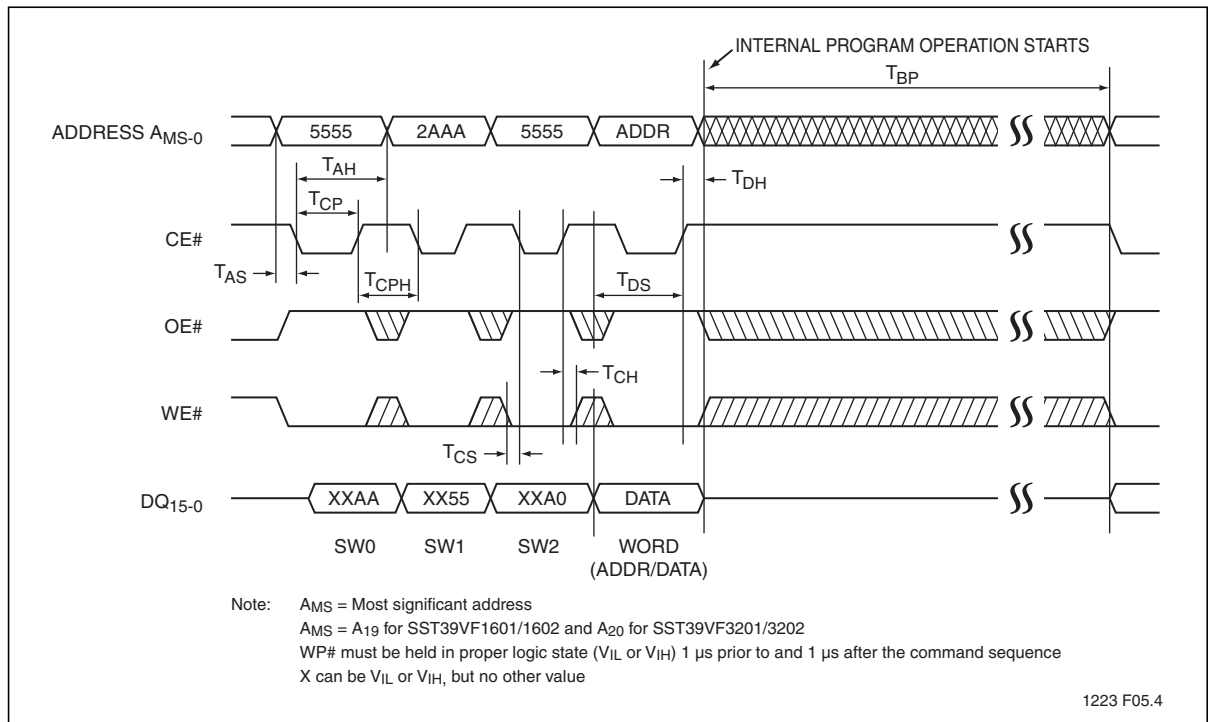 INTERNAL PROGRAM OPERATION STARTS
TBP
ADDRESS AMS-0
5555 2AAA 5555 ADDR
TAH
TDH
TCP
CE#
TAS
TCPH
TDS
OE#
TCH
WE#
TCS
DQ15-0
XXAA XX55 XXA0 DATA
SW0 SW1 SW2 WORD
(ADDR/DATA)
Note: AMS = Most significant address
AMS = A19 for SST39VF1601/1602 and A20 for SST39VF3201/3202
WP# must be held in proper logic state (VIL or VIH) 1 µs prior to and 1 µs after the command sequence
X can be VIL or VIH, but no other value
1223 F05.4